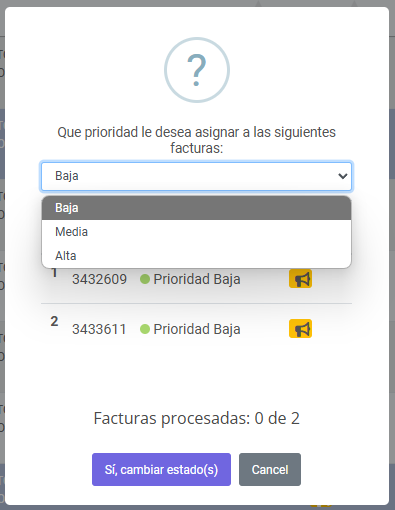 ?
Que prioridad le desea asignar a las siguientes
facturas:
Baja
Baja
Media
Alta
1 3432609 Prioridad Baja
2 3433611 Prioridad Baja
Facturas procesadas: 0 de 2
Sí, cambiar estado(s) Cancel